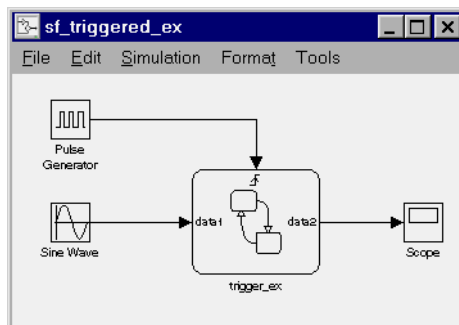 sf_triggered_ex
File Edit Simulation Format Tools
Pulse
Generator
data1
data2
Sine Wave
Scope
trigger_ex